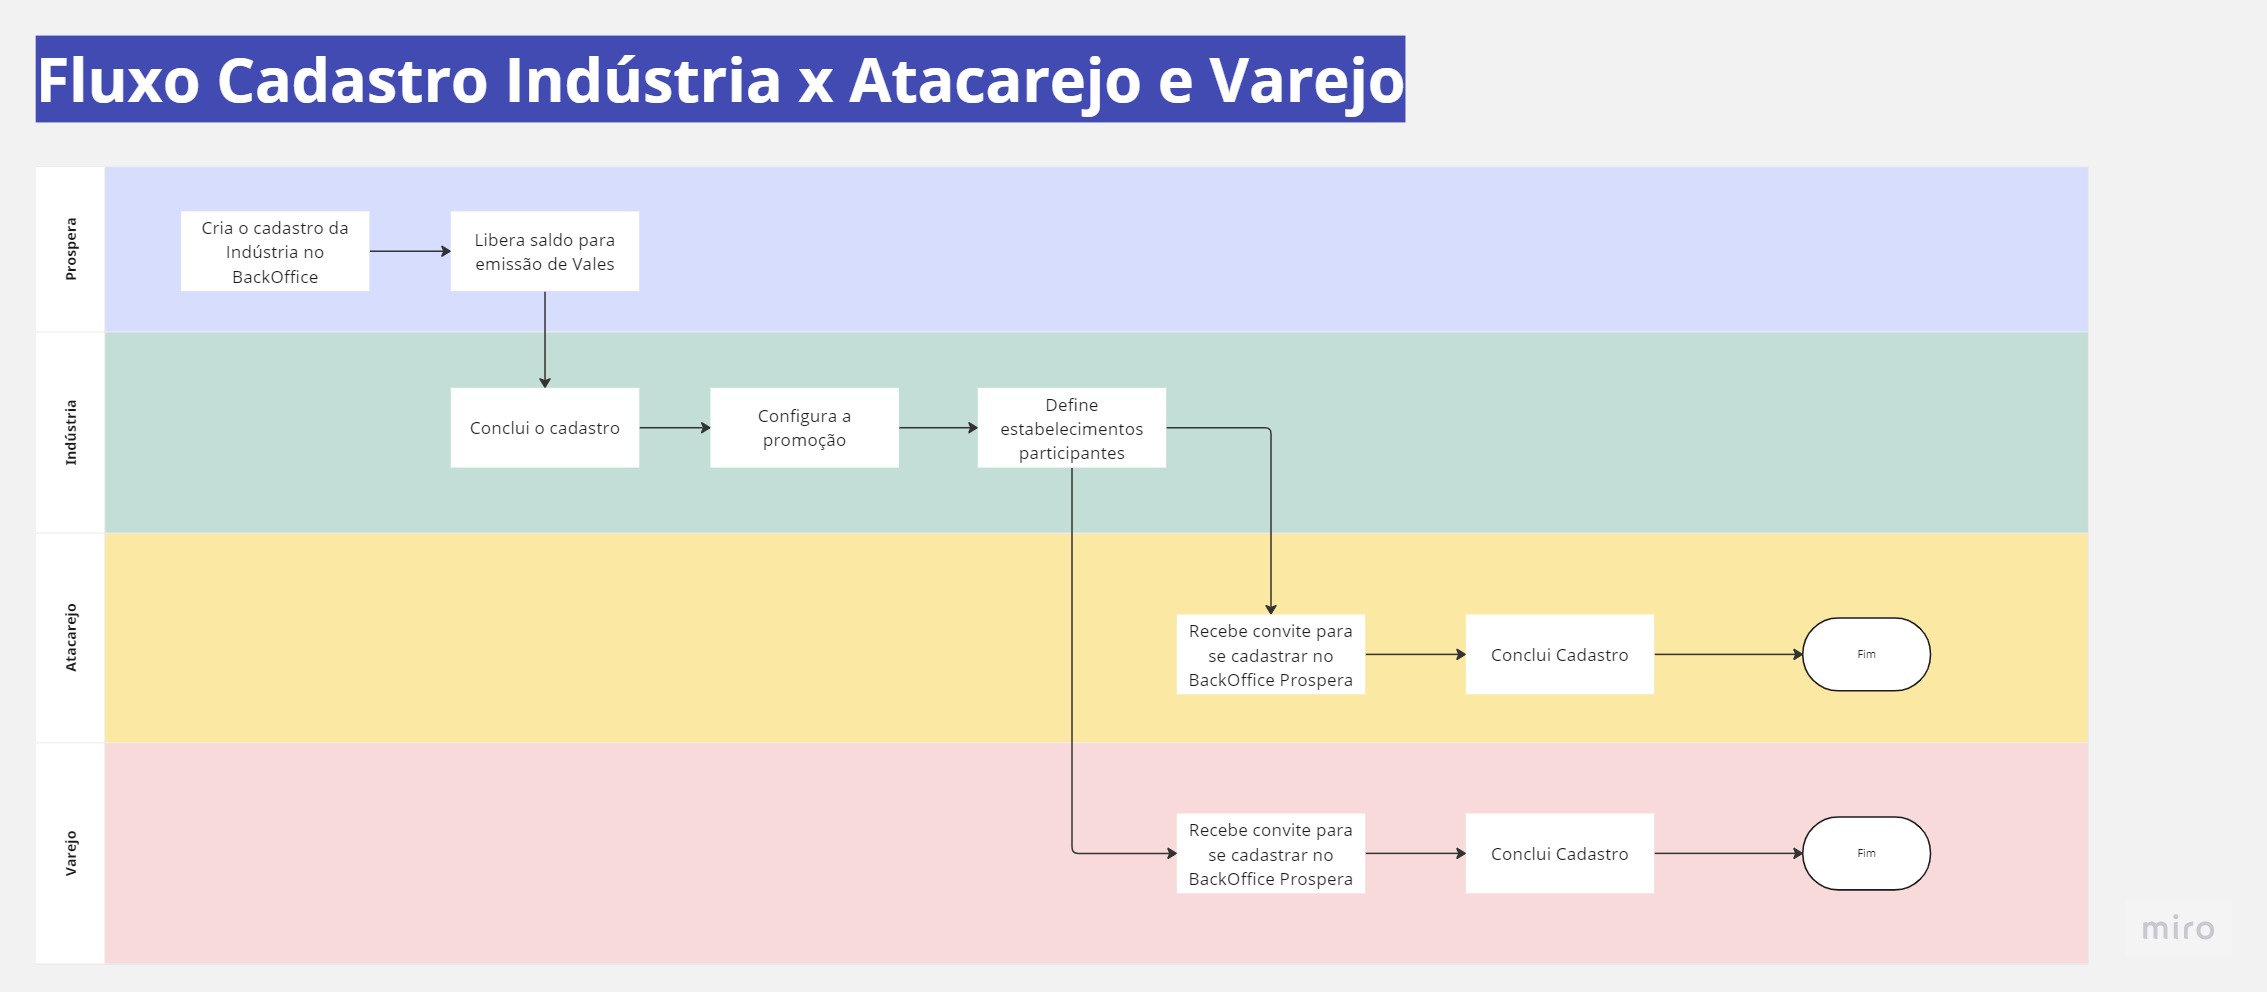 Fluxo Cadastro Indústria x Atacarejo e Varejo
Prospera
Cria o cadastro da
Indústria no
BackOffice
Libera saldo para
emissão de Vales
Indústria
Conclui o cadastro
Configura a
promoção
Define
estabelecimentos
participantes
Atacarejo
Recebe convite para
se cadastrar no
BackOffice Prospera
Conclui Cadastro
Fim
Varejo
Recebe convite para
se cadastrar no
BackOffice Prospera
Conclui Cadastro
Fim
miro